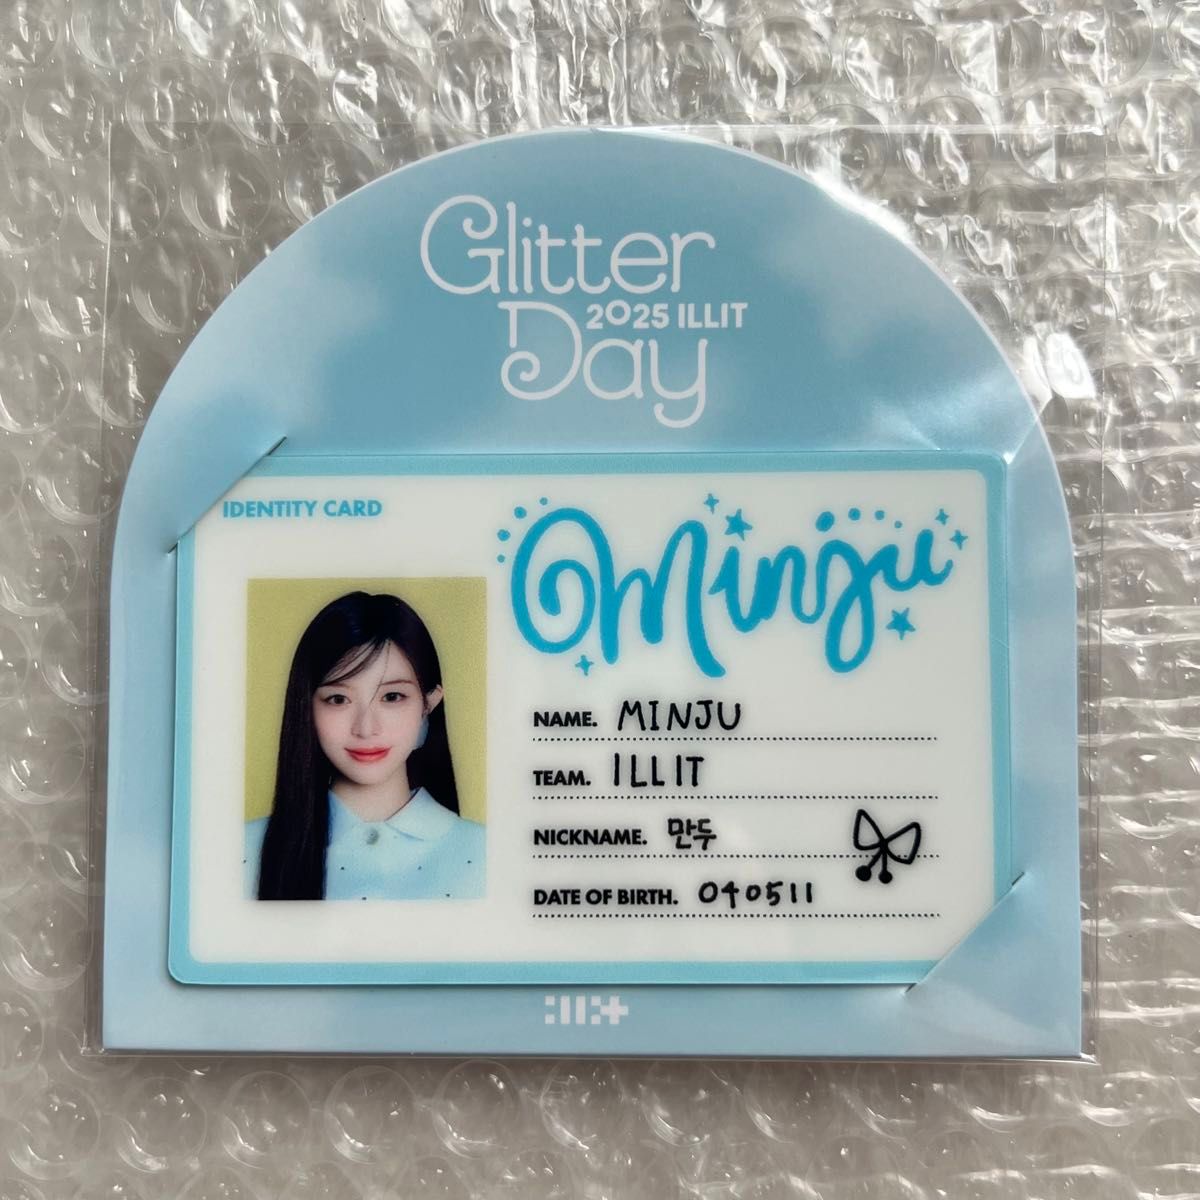 Glitter
2025 ILLIT
Day
IDENTITY CARD
Minju
NAME. MINJU
TEAM. ILLIT
NICKNAME. 만두
DATE OF BIRTH. 040511